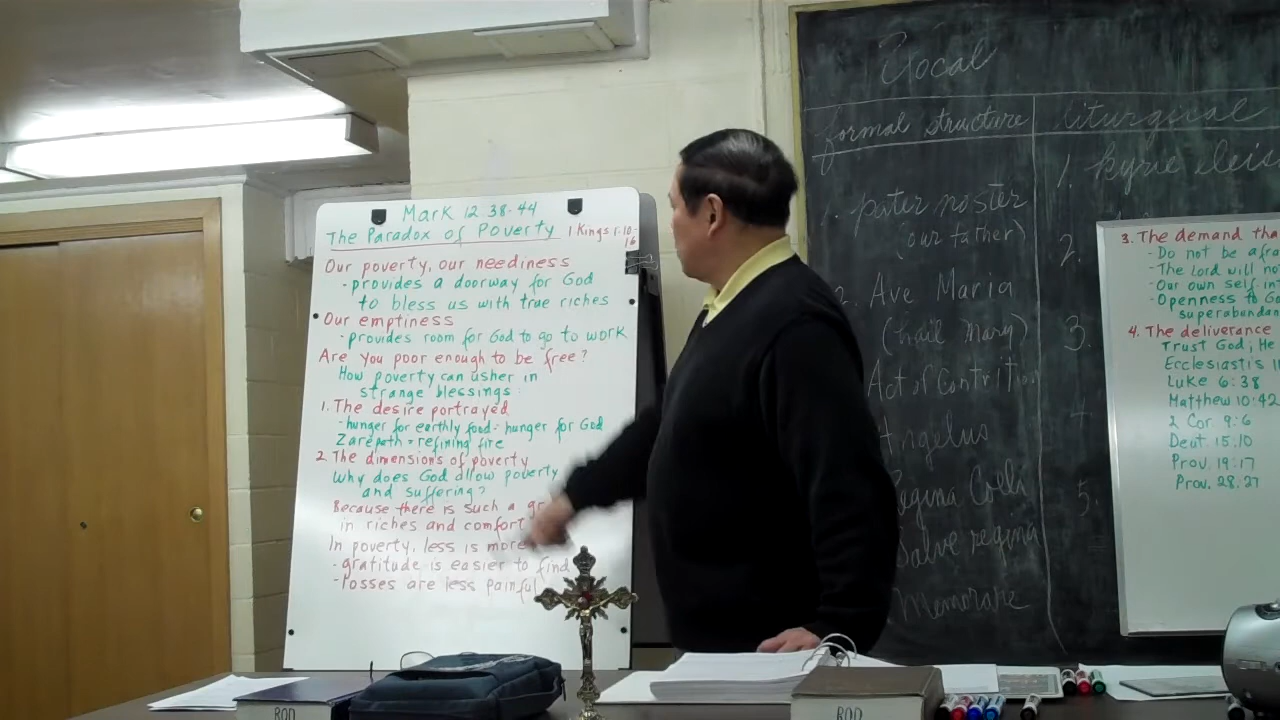 Mark 12 38-44
The Paradox of Poverty
1 Kings 17:10-
16
Our poverty, our neediness
- provides a doorway for God
to bless us with true riches
Our emptiness
- provides room for God to go to work
Are you poor enough to be free?
How poverty can usher in
strange blessings:
1. The desire portrayed
- hunger for earthly food = hunger for God
Zarepath = refining fire
2. The dimensions of poverty
Why does God allow poverty
and suffering?
Because there is such a
in riches and comfort
In poverty, less is more
- gratitude is easier to find
- losses are less painful
Vocal
formal structure
1. pater noster
(our father)
2. Ave Maria
(hail mary)
Act of Contrition
Angelus
Regina Coeli
Salve regina
Memorare
liturgical
1. Kyrie eleis
2.
3.
4
5.
3. The demand tha
- Do not be afra
- The Lord will no
- Our own self in
- Openness to Go
superabundan
4. The deliverance
Trust God; He
Ecclesiasti's 1
Luke 6:38
Matthew 10:42
2 Cor 9:6
Deut. 15:10
Prov. 19:17
Prov. 28.27
ROD
ROD